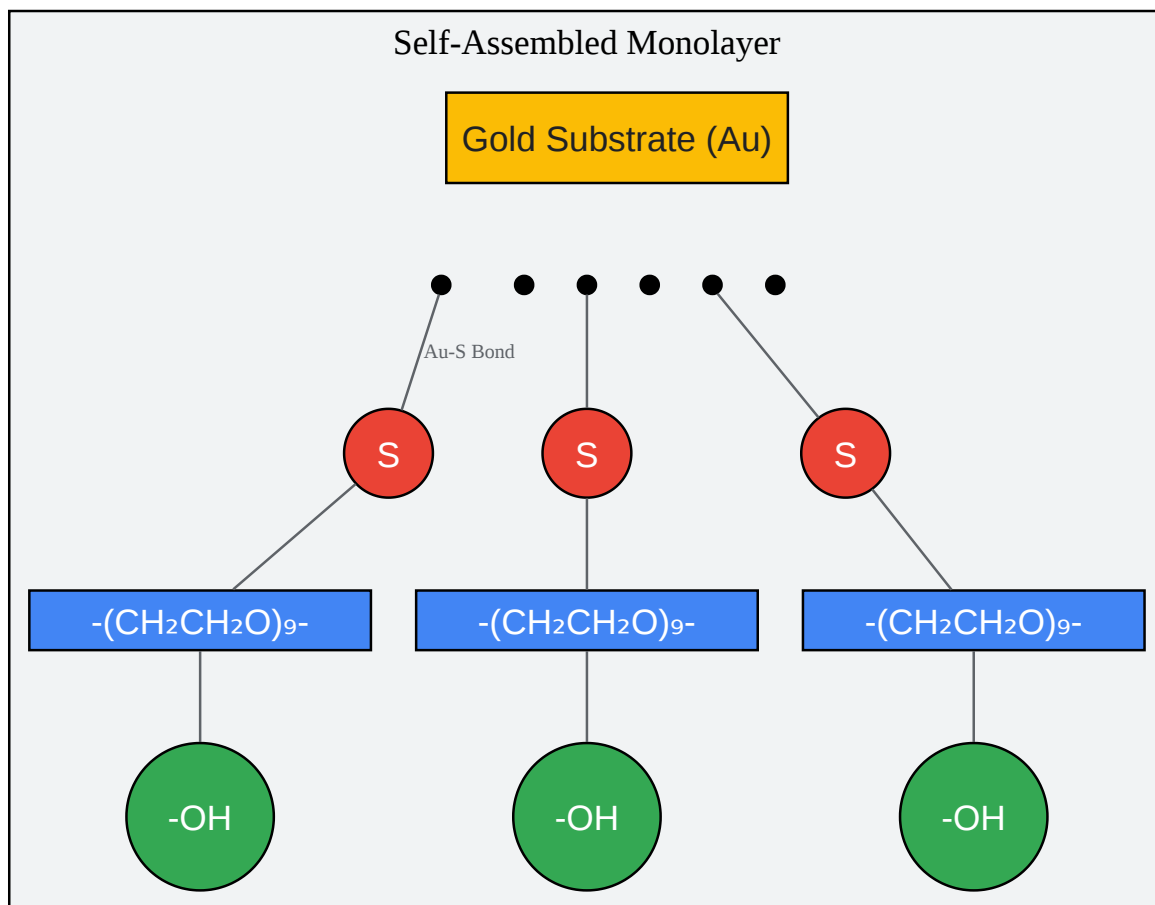 Self-Assembled Monolayer
Gold Substrate (Au)
Au-S Bond
S S S
-(CH₂CH₂O)₉- -(CH₂CH₂O)₉- -(CH₂CH₂O)₉-
-OH -OH -OH